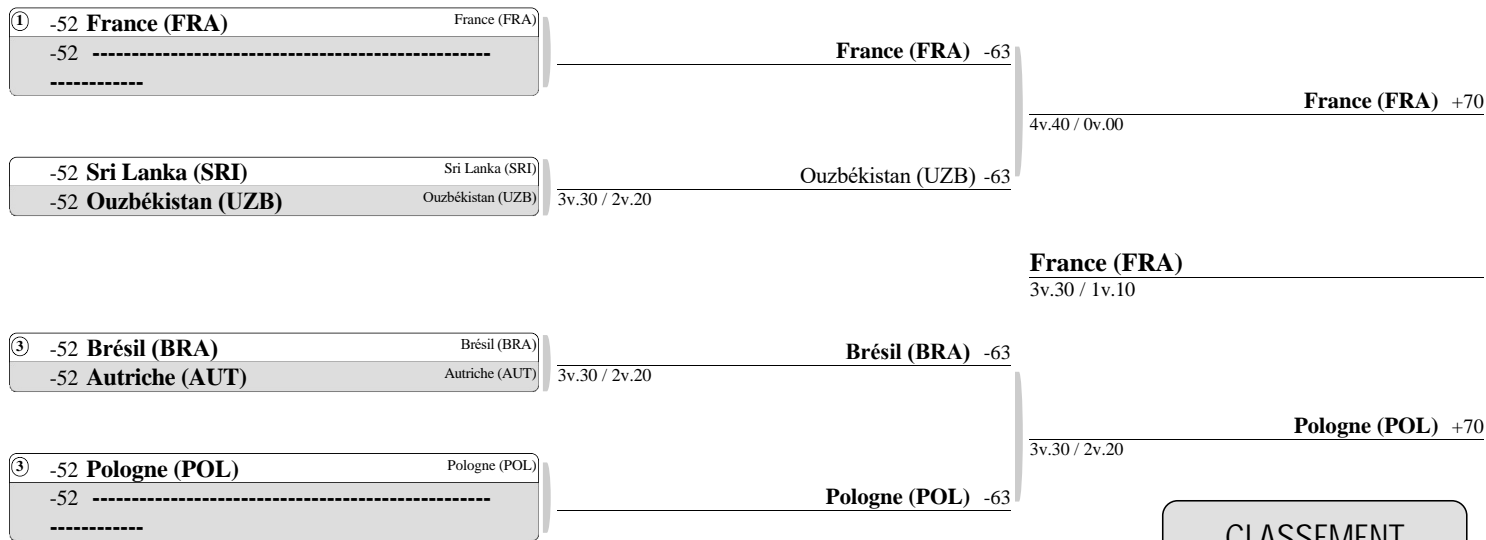 ① -52 France (FRA) France (FRA)
-52 ---------------------------------------------------
------------
France (FRA) -63
France (FRA) +70
4v.40 / 0v.00
-52 Sri Lanka (SRI) Sri Lanka (SRI)
-52 Ouzbékistan (UZB) Ouzbékistan (UZB)
Ouzbékistan (UZB) -63
3v.30 / 2v.20
France (FRA)
3v.30 / 1v.10
③ -52 Brésil (BRA) Brésil (BRA)
-52 Autriche (AUT) Autriche (AUT)
Brésil (BRA) -63
3v.30 / 2v.20
Pologne (POL) +70
3v.30 / 2v.20
③ -52 Pologne (POL) Pologne (POL)
-52 ---------------------------------------------------
------------
Pologne (POL) -63
CLASSEMENT